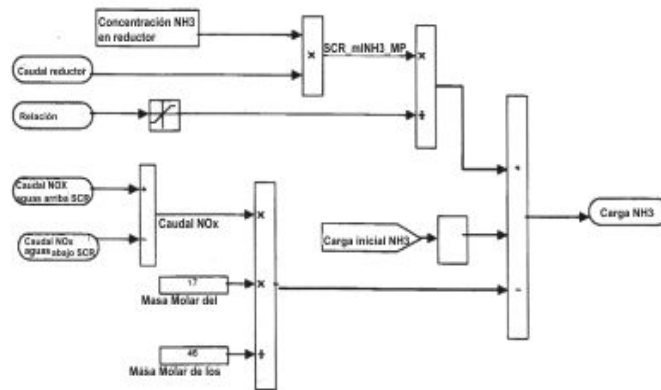 Concentración NH3
en reductor
SCR_mlNH3_MP
Caudal reductor
Relación
Caudal NOX
aguas arriba SCR
Caudal NOx
Caudal NOx
aguas abajo SCR
Carga inicial NH3
Carga NH3
17
Masa Molar del
46
Masa Molar de los